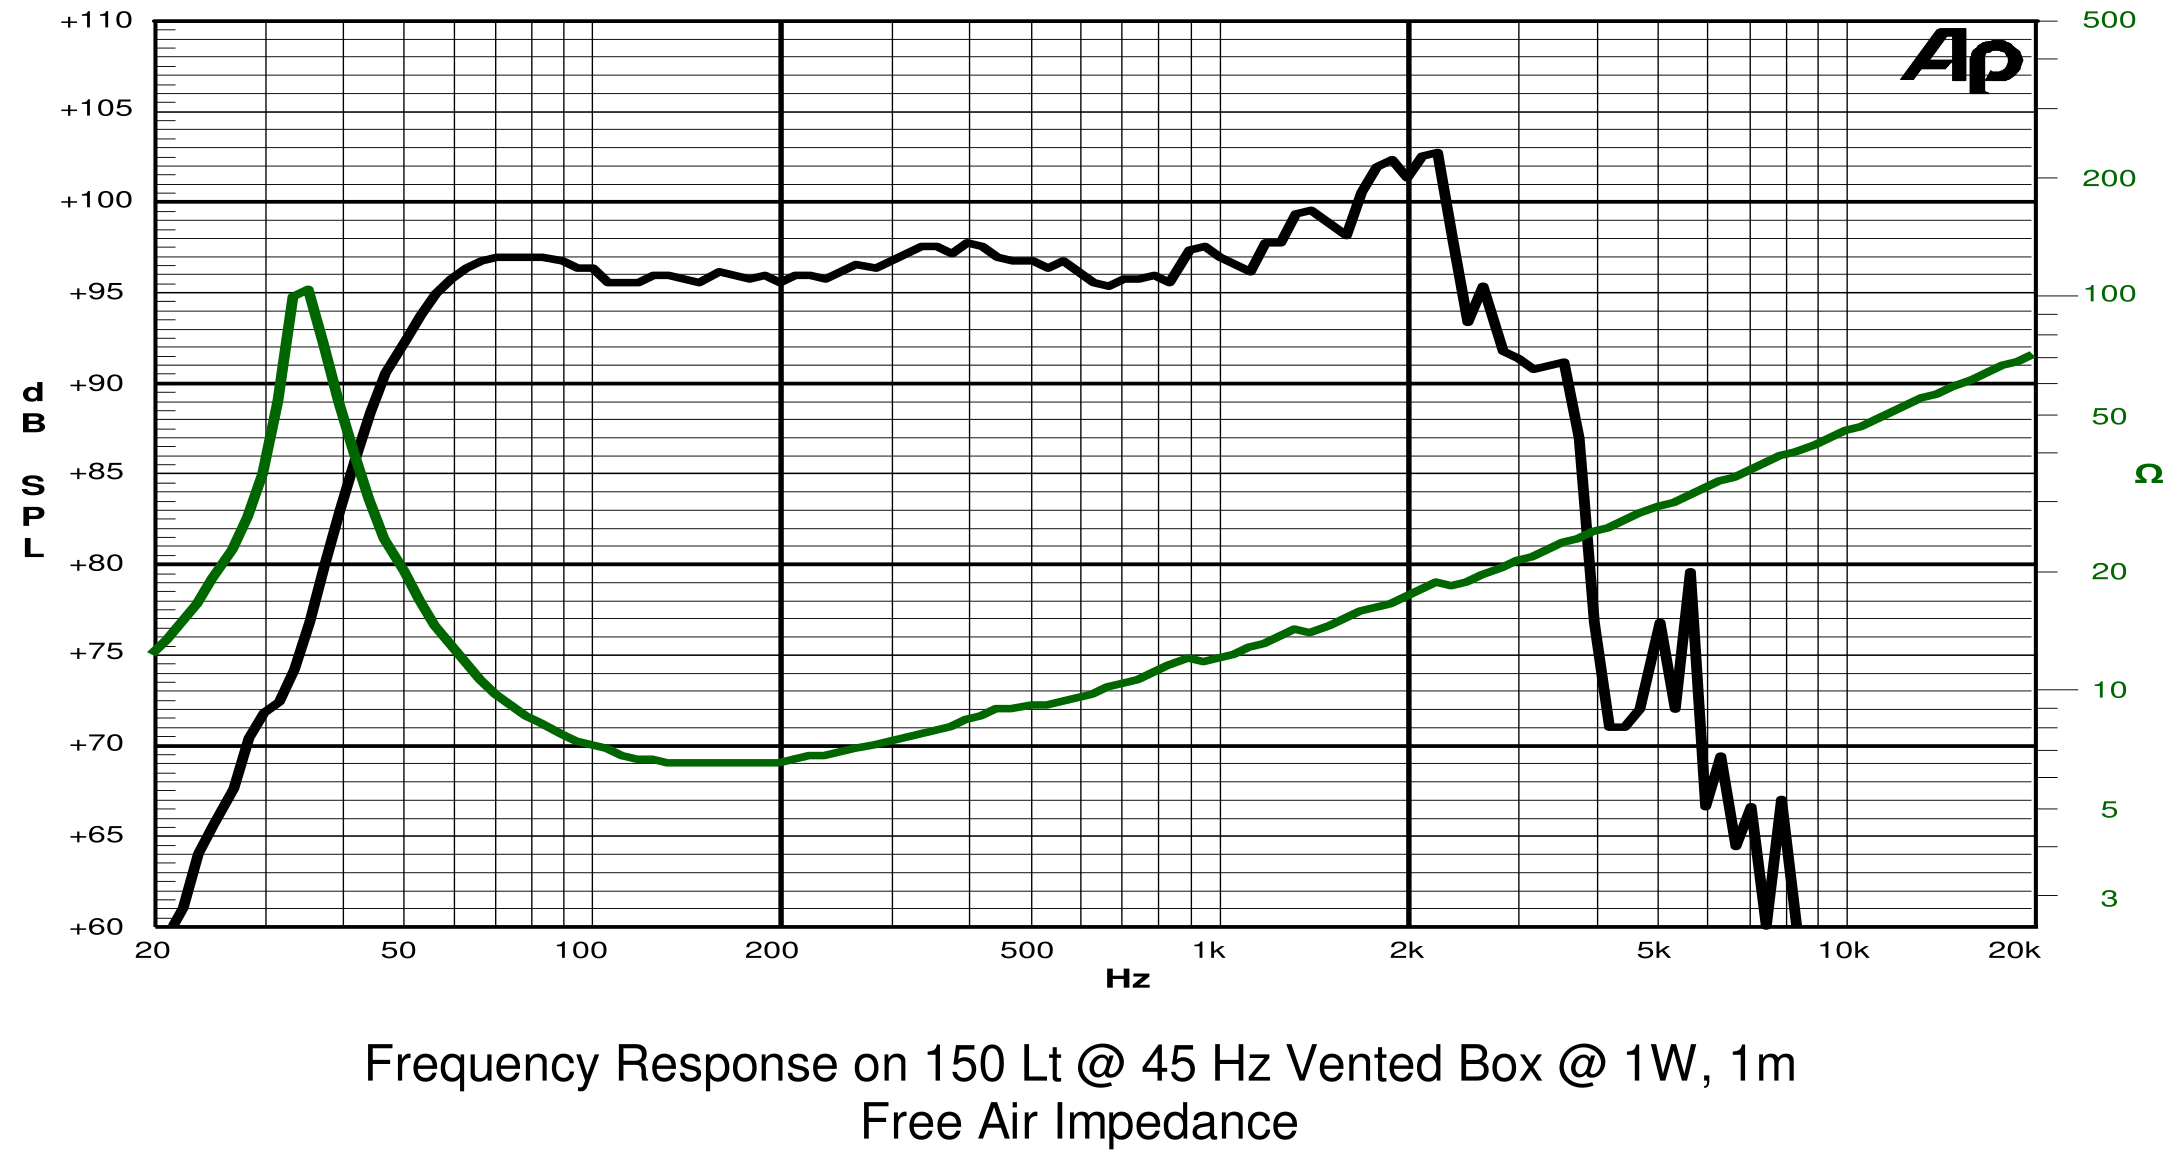 +110
+105
+100
+95
+90
+85
+80
+75
+70
+65
+60
d
B
S
P
L
Ap
500
200
100
50
Ω
20
10
5
3
20 50 100 200 500 1k 2k 5k 10k 20k
Hz
Frequency Response on 150 Lt @ 45 Hz Vented Box @ 1W, 1m
Free Air Impedance